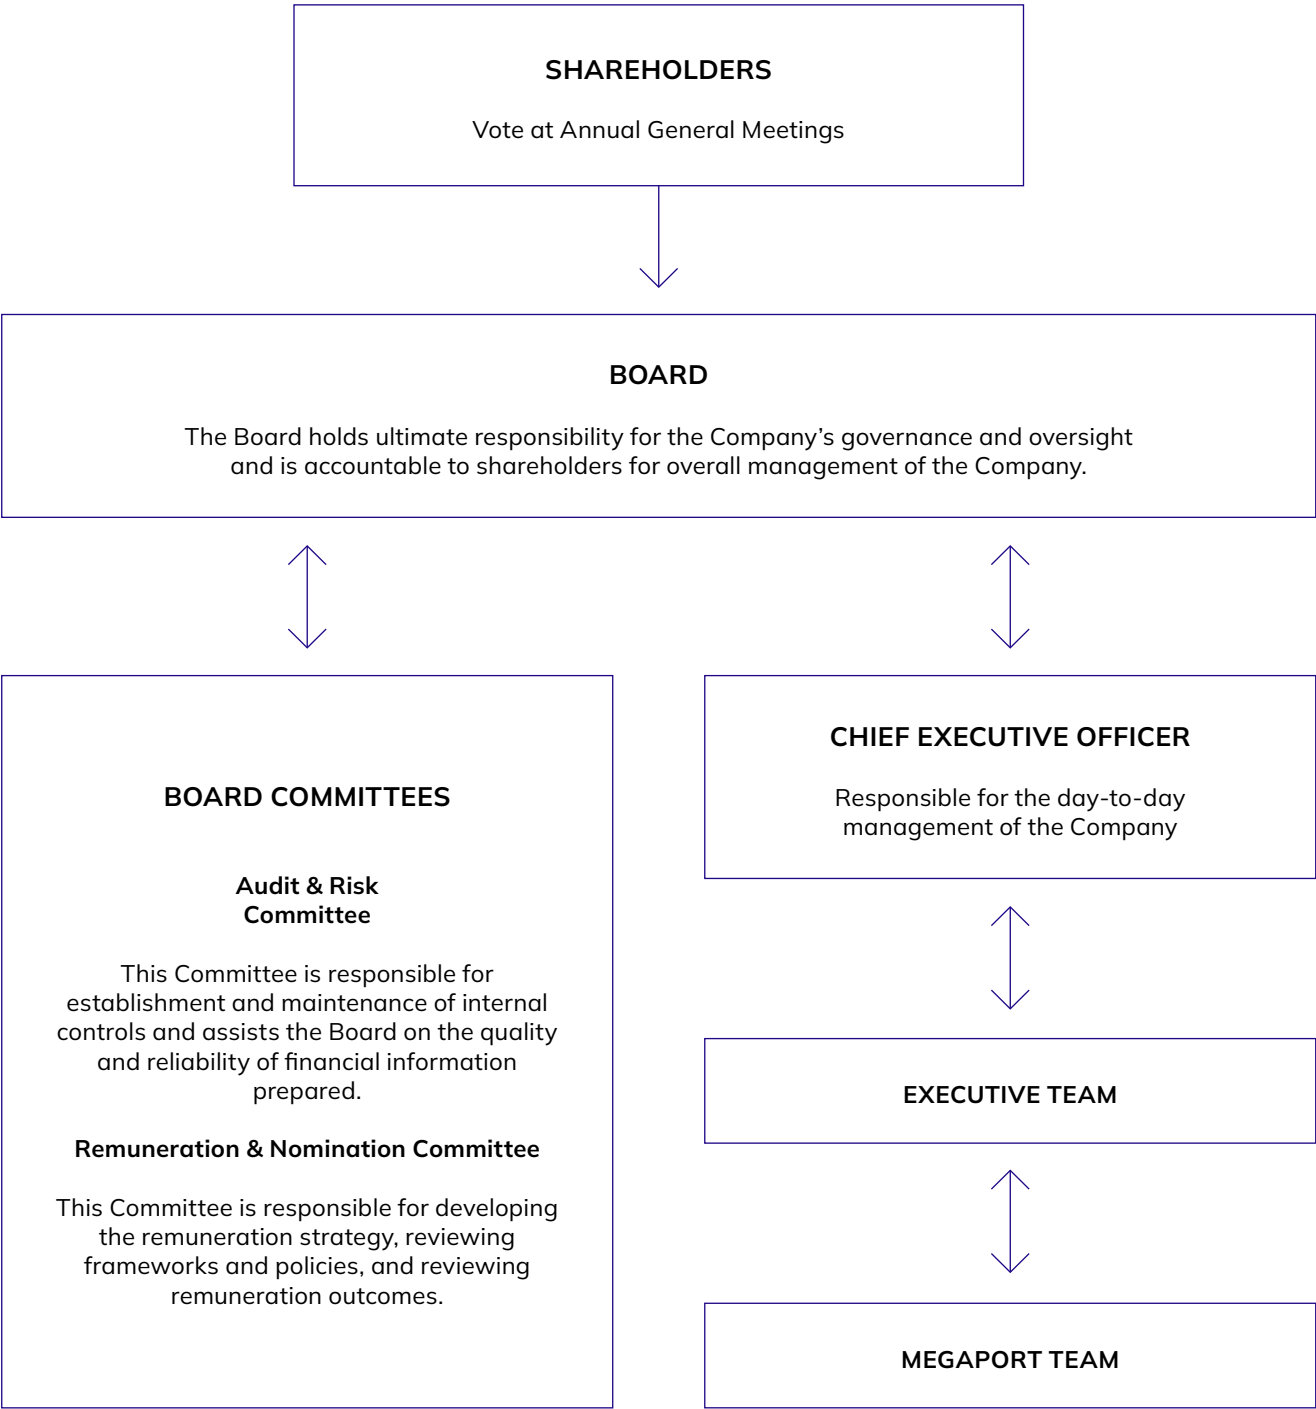 SHAREHOLDERS
Vote at Annual General Meetings
BOARD
The Board holds ultimate responsibility for the Company’s governance and oversight
and is accountable to shareholders for overall management of the Company.
BOARD COMMITTEES
Audit & Risk
Committee
This Committee is responsible for
establishment and maintenance of internal
controls and assists the Board on the quality
and reliability of financial information
prepared.
Remuneration & Nomination Committee
This Committee is responsible for developing
the remuneration strategy, reviewing
frameworks and policies, and reviewing
remuneration outcomes.
CHIEF EXECUTIVE OFFICER
Responsible for the day-to-day
management of the Company
EXECUTIVE TEAM
MEGAPORT TEAM